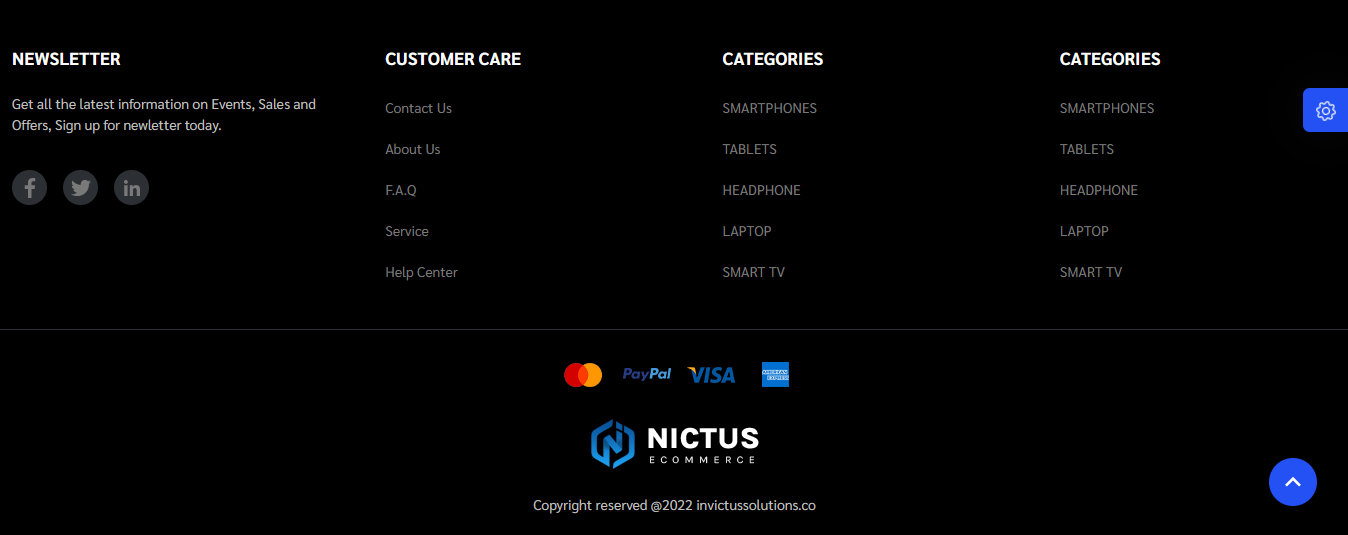 NEWSLETTER
Get all the latest information on Events, Sales and
Offers, Sign up for newletter today.
CUSTOMER CARE
Contact Us
About Us
F.A.Q
Service
Help Center
CATEGORIES
SMARTPHONES
TABLETS
HEADPHONE
LAPTOP
SMART TV
CATEGORIES
SMARTPHONES
TABLETS
HEADPHONE
LAPTOP
SMART TV
PayPal
VISA
AMERICAN
EXPRESS
NICTUS
ECOMMERCE
Copyright reserved @2022 invictussolutions.co